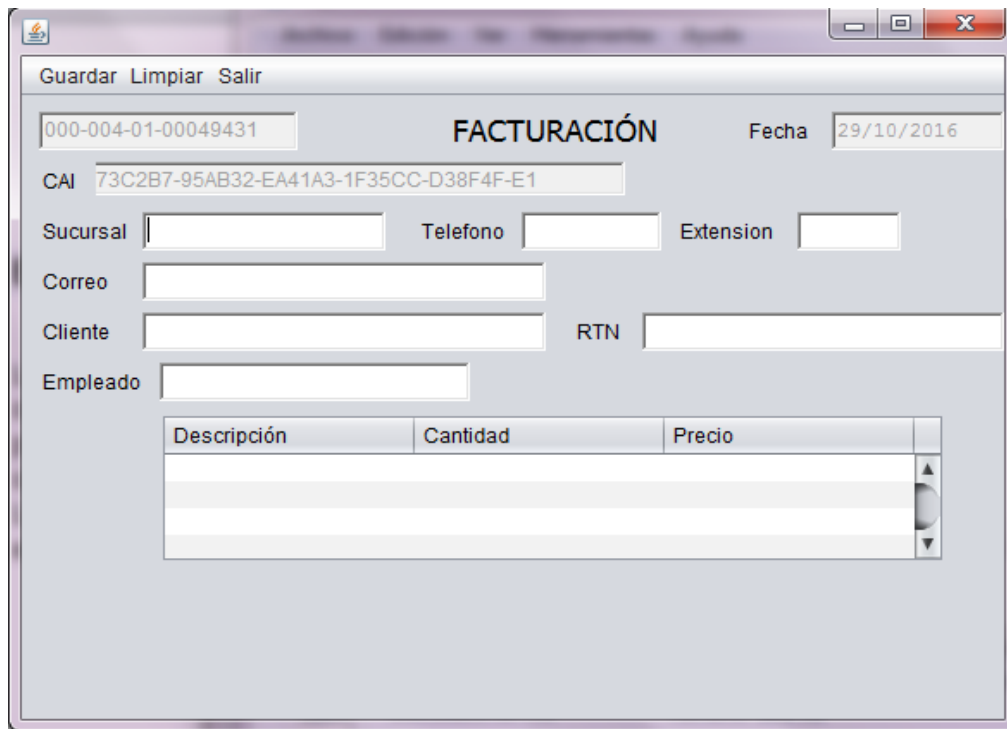 Guardar Limpiar Salir
000-004-01-00049431 FACTURACIÓN Fecha 29/10/2016
CAI 73C2B7-95AB32-EA41A3-1F35CC-D38F4F-E1
Sucursal Telefono Extension
Correo
Cliente RTN
Empleado
Descripción Cantidad Precio